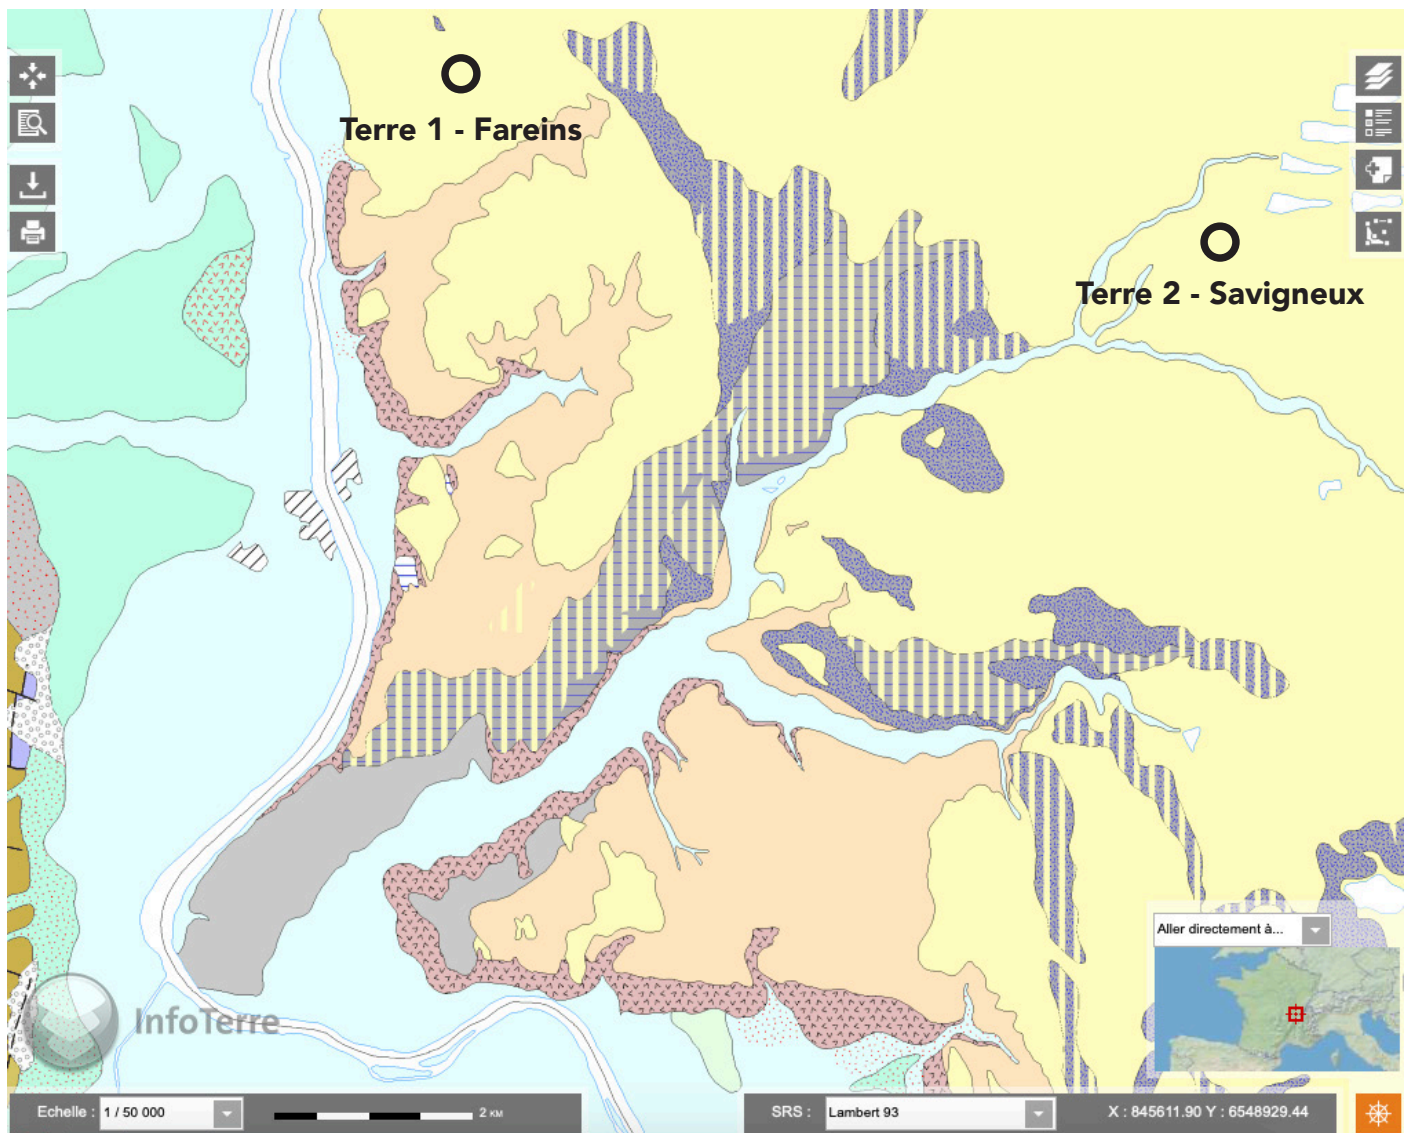 Terre 1 - Fareins
Terre 2 - Savigneux
Aller directement à...
InfoTerre
Echelle : 1 / 50 000
2 KM
SRS : Lambert 93
X : 845611.90 Y : 6548929.44